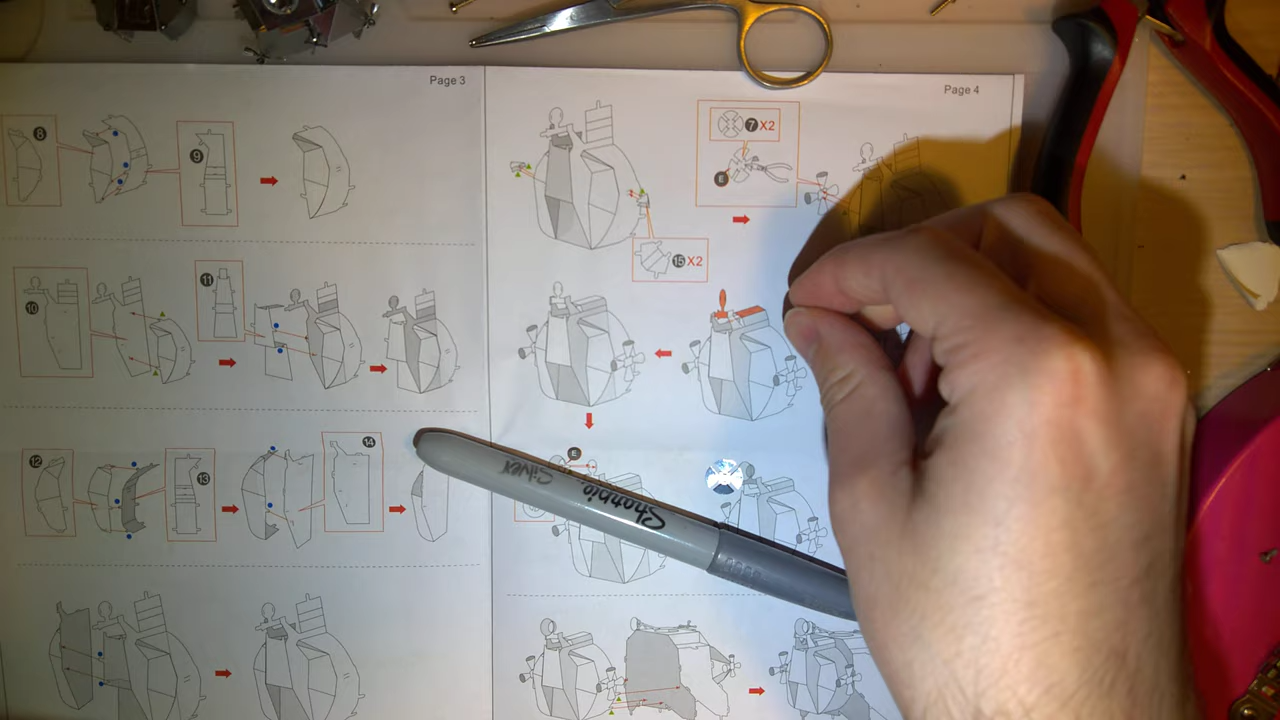 Page 3
8
9
10
11
12
13
14
Page 4
7 X2
E
15 X2
E
Silver
Sharpie